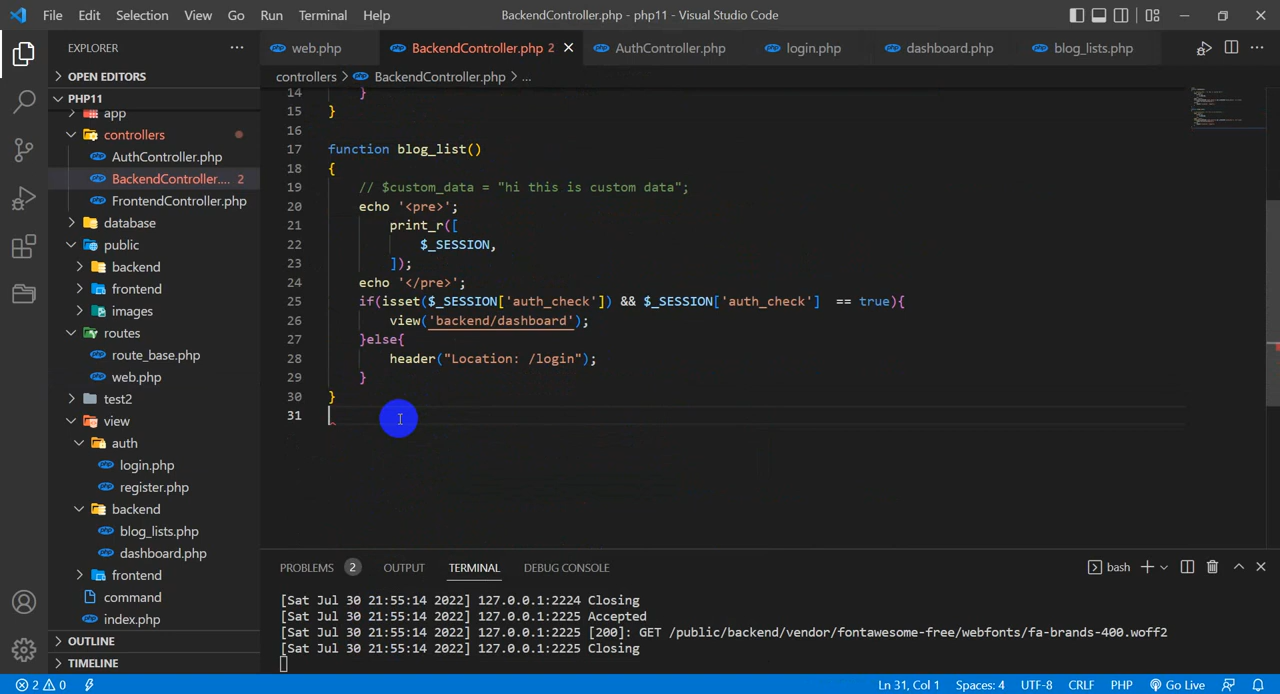 File Edit Selection View Go Run Terminal Help
BackendController.php - php11 - Visual Studio Code
EXPLORER
OPEN EDITORS
PHP11
app
controllers
AuthController.php
BackendController.... 2
FrontendController.php
database
public
backend
frontend
images
routes
route_base.php
web.php
test2
view
auth
login.php
register.php
backend
blog_lists.php
dashboard.php
frontend
command
index.php
OUTLINE
TIMELINE
web.php BackendController.php 2 AuthController.php login.php dashboard.php blog_lists.php
controllers > BackendController.php > ...
14 }
15 }
16
17 function blog_list()
18 {
19 // $custom_data = "hi this is custom data";
20 echo '<pre>';
21 print_r([
22 $_SESSION,
23 ]);
24 echo '</pre>';
25 if(isset($_SESSION['auth_check']) && $_SESSION['auth_check']  == true){
26 view('backend/dashboard');
27 }else{
28 header("Location: /login");
29 }
30 }
31
PROBLEMS 2 OUTPUT TERMINAL DEBUG CONSOLE
bash
[Sat Jul 30 21:55:14 2022] 127.0.0.1:2224 Closing
[Sat Jul 30 21:55:14 2022] 127.0.0.1:2225 Accepted
[Sat Jul 30 21:55:14 2022] 127.0.0.1:2225 [200]: GET /public/backend/vendor/fontawesome-free/webfonts/fa-brands-400.woff2
[Sat Jul 30 21:55:14 2022] 127.0.0.1:2225 Closing
2 0
Ln 31, Col 1 Spaces: 4 UTF-8 CRLF PHP Go Live